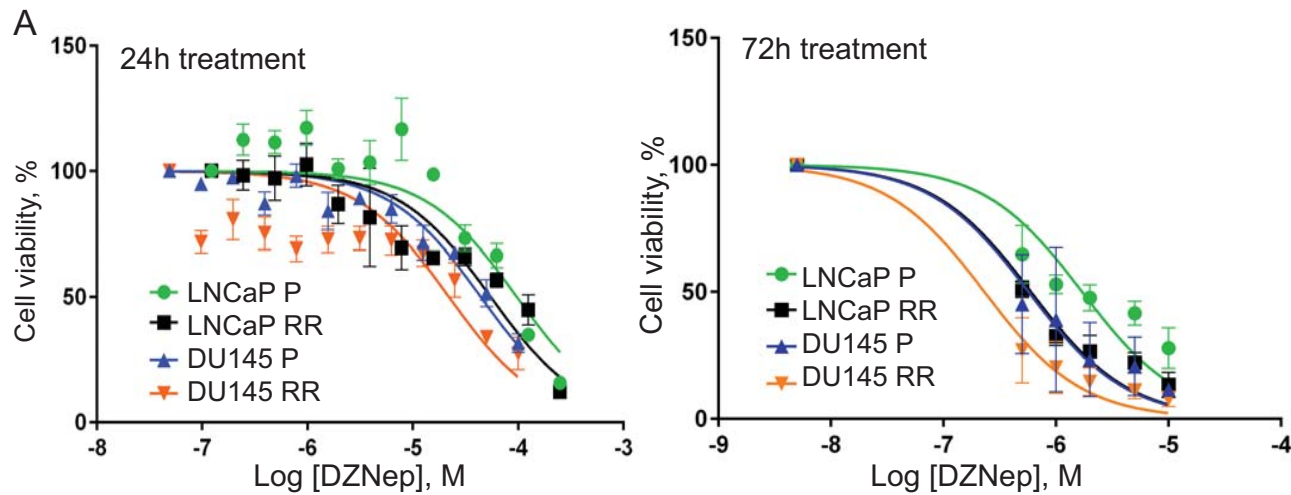 A
24h treatment
Cell viability, %
150
100
50
0
LNCaP P
LNCaP RR
DU145 P
DU145 RR
-8 -7 -6 -5 -4 -3
Log [DZNep], M
72h treatment
Cell viability, %
150
100
50
0
LNCaP P
LNCaP RR
DU145 P
DU145 RR
-9 -8 -7 -6 -5 -4
Log [DZNep], M